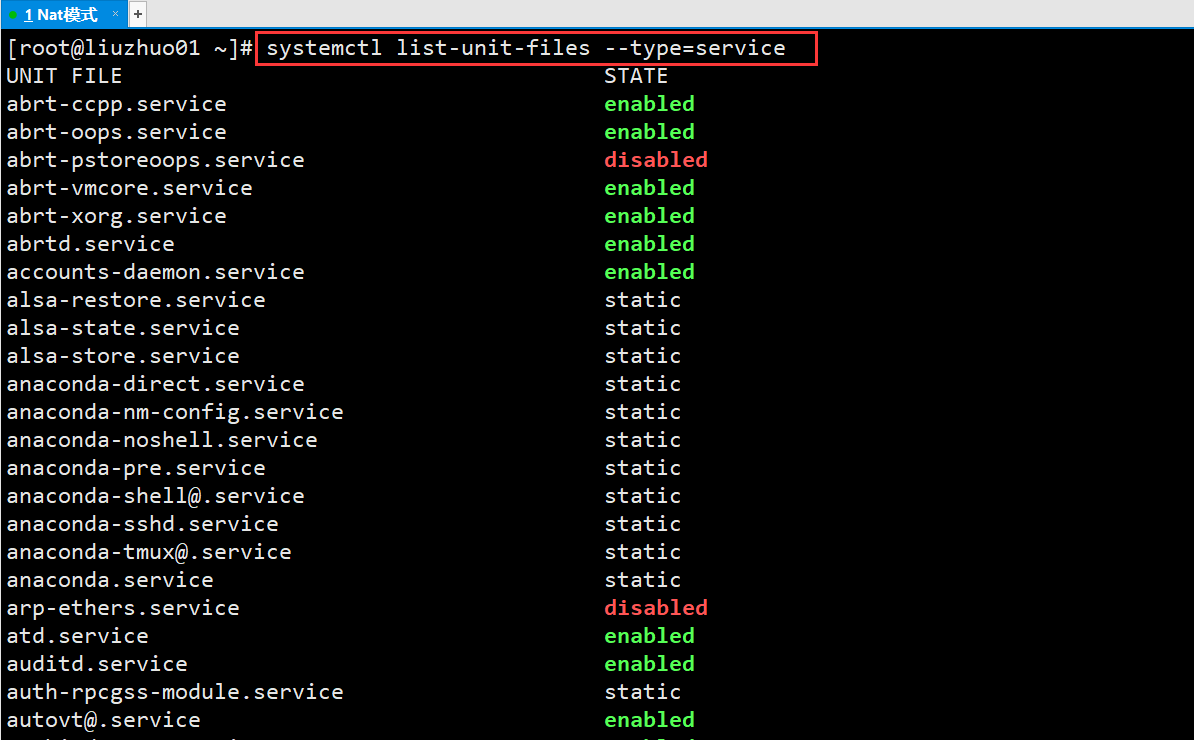 1 Nat模式 × +
[root@liuzhuo01 ~]# systemctl list-unit-files --type=service
UNIT FILE STATE
abrt-ccpp.service enabled
abrt-oops.service enabled
abrt-pstoreoops.service disabled
abrt-vmcore.service enabled
abrt-xorg.service enabled
abrtd.service enabled
accounts-daemon.service enabled
alsa-restore.service static
alsa-state.service static
alsa-store.service static
anaconda-direct.service static
anaconda-nm-config.service static
anaconda-noshell.service static
anaconda-pre.service static
anaconda-shell@.service static
anaconda-sshd.service static
anaconda-tmux@.service static
anaconda.service static
arp-ethers.service disabled
atd.service enabled
auditd.service enabled
auth-rpcgss-module.service static
autovt@.service enabled